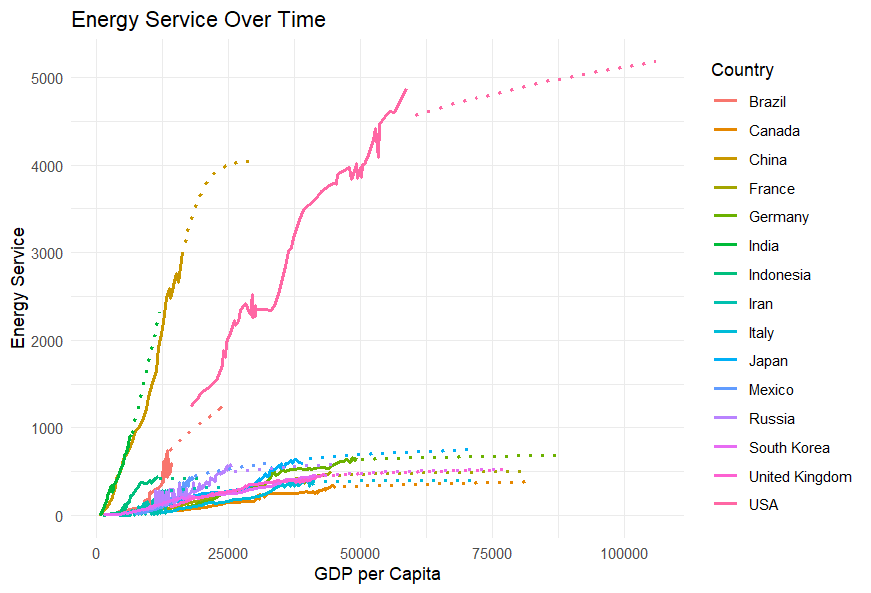 Energy Service Over Time
Energy Service
5000
4000
3000
2000
1000
0
0
25000
50000
75000
100000
GDP per Capita
Country
Brazil
Canada
China
France
Germany
India
Indonesia
Iran
Italy
Japan
Mexico
Russia
South Korea
United Kingdom
USA